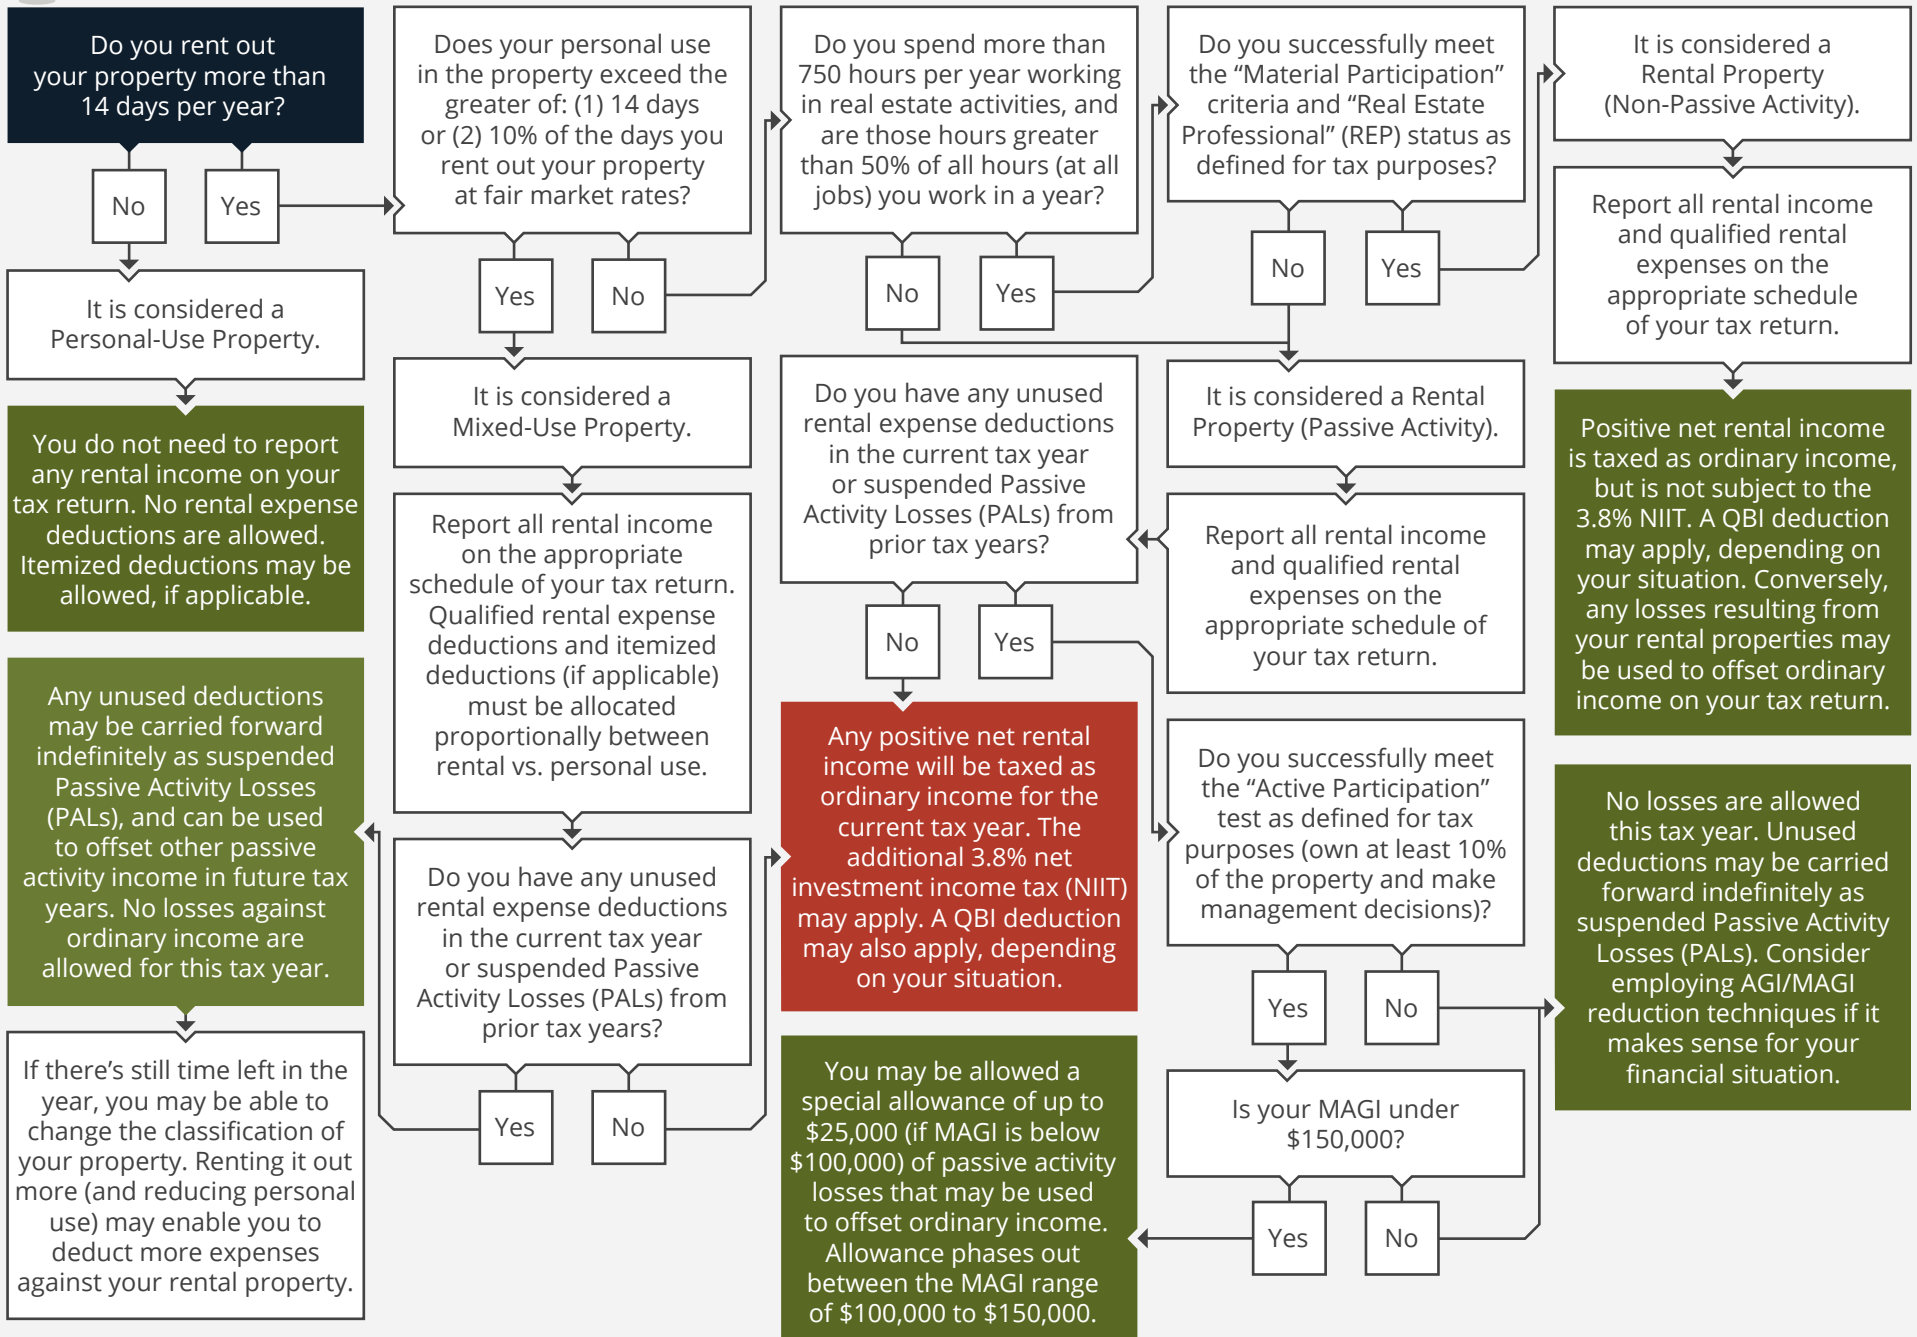 Do you rent out
your property more than
14 days per year?
No
Yes
It is considered a
Personal-Use Property.
You do not need to report
any rental income on your
tax return. No rental expense
deductions are allowed.
Itemized deductions may be
allowed, if applicable.
Any unused deductions
may be carried forward
indefinitely as suspended
Passive Activity Losses
(PALs), and can be used
to offset other passive
activity income in future tax
years. No losses against
ordinary income are
allowed for this tax year.
If there’s still time left in the
year, you may be able to
change the classification of
your property. Renting it out
more (and reducing personal
use) may enable you to
deduct more expenses
against your rental property.
Does your personal use
in the property exceed the
greater of: (1) 14 days
or (2) 10% of the days you
rent out your property
at fair market rates?
Yes
No
It is considered a
Mixed-Use Property.
Report all rental income
on the appropriate
schedule of your tax return.
Qualified rental expense
deductions and itemized
deductions (if applicable)
must be allocated
proportionally between
rental vs. personal use.
Do you have any unused
rental expense deductions
in the current tax year
or suspended Passive
Activity Losses (PALs) from
prior tax years?
Yes
No
Do you spend more than
750 hours per year working
in real estate activities, and
are those hours greater
than 50% of all hours (at all
jobs) you work in a year?
No
Yes
Do you have any unused
rental expense deductions
in the current tax year
or suspended Passive
Activity Losses (PALs) from
prior tax years?
No
Yes
Any positive net rental
income will be taxed as
ordinary income for the
current tax year. The
additional 3.8% net
investment income tax (NIIT)
may apply. A QBI deduction
may also apply, depending
on your situation.
You may be allowed a
special allowance of up to
$25,000 (if MAGI is below
$100,000) of passive activity
losses that may be used
to offset ordinary income.
Allowance phases out
between the MAGI range
of $100,000 to $150,000.
Do you successfully meet
the “Material Participation”
criteria and “Real Estate
Professional” (REP) status as
defined for tax purposes?
No
Yes
It is considered a Rental
Property (Passive Activity).
Report all rental income
and qualified rental
expenses on the
appropriate schedule of
your tax return.
Do you successfully meet
the “Active Participation”
test as defined for tax
purposes (own at least 10%
of the property and make
management decisions)?
Yes
No
Is your MAGI under
$150,000?
Yes
No
It is considered a
Rental Property
(Non-Passive Activity).
Report all rental income
and qualified rental
expenses on the
appropriate schedule
of your tax return.
Positive net rental income
is taxed as ordinary income,
but is not subject to the
3.8% NIIT. A QBI deduction
may apply, depending on
your situation. Conversely,
any losses resulting from
your rental properties may
be used to offset ordinary
income on your tax return.
No losses are allowed
this tax year. Unused
deductions may be carried
forward indefinitely as
suspended Passive Activity
Losses (PALs). Consider
employing AGI/MAGI
reduction techniques if it
makes sense for your
financial situation.